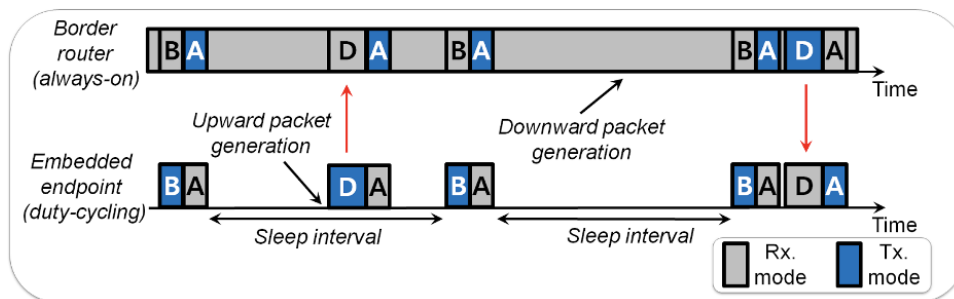 Border
router
(always-on)
B A D A B A B A D A
Time
Upward packet
generation
Downward packet
generation
Embedded
endpoint
(duty-cycling)
B A D A B A B A D A
Time
Sleep interval
Sleep interval
Rx.
mode
Tx.
mode